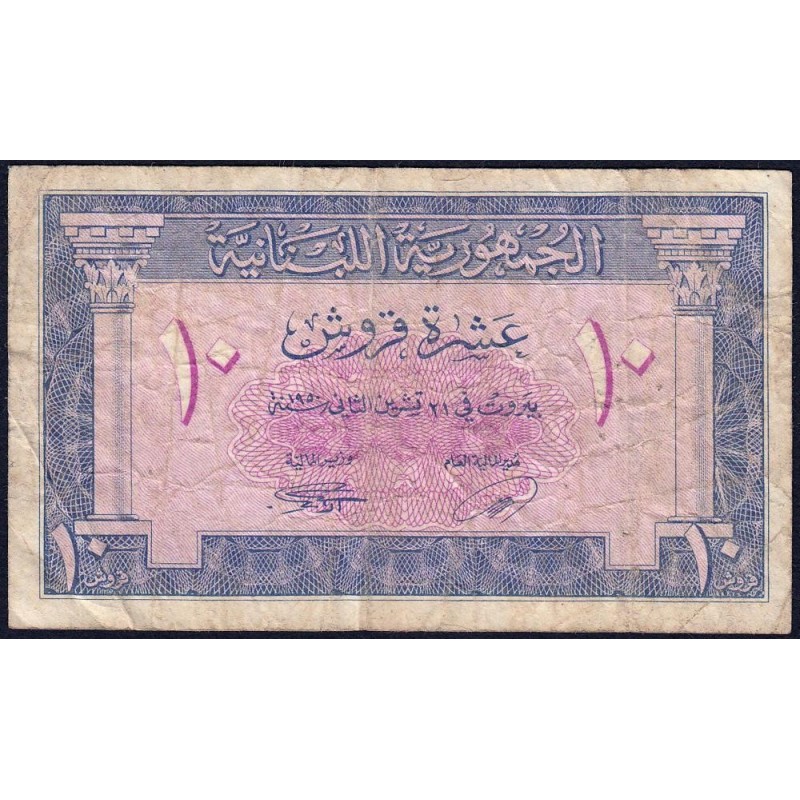 الجمهورية اللبنانية
عشرة قروش
١٠ ١٠
بيروت في ٢١ تشرين الثاني سنة ١٩٥٠
مدير المالية العام وزير المالية
١٠ قروش ١٠ قروش